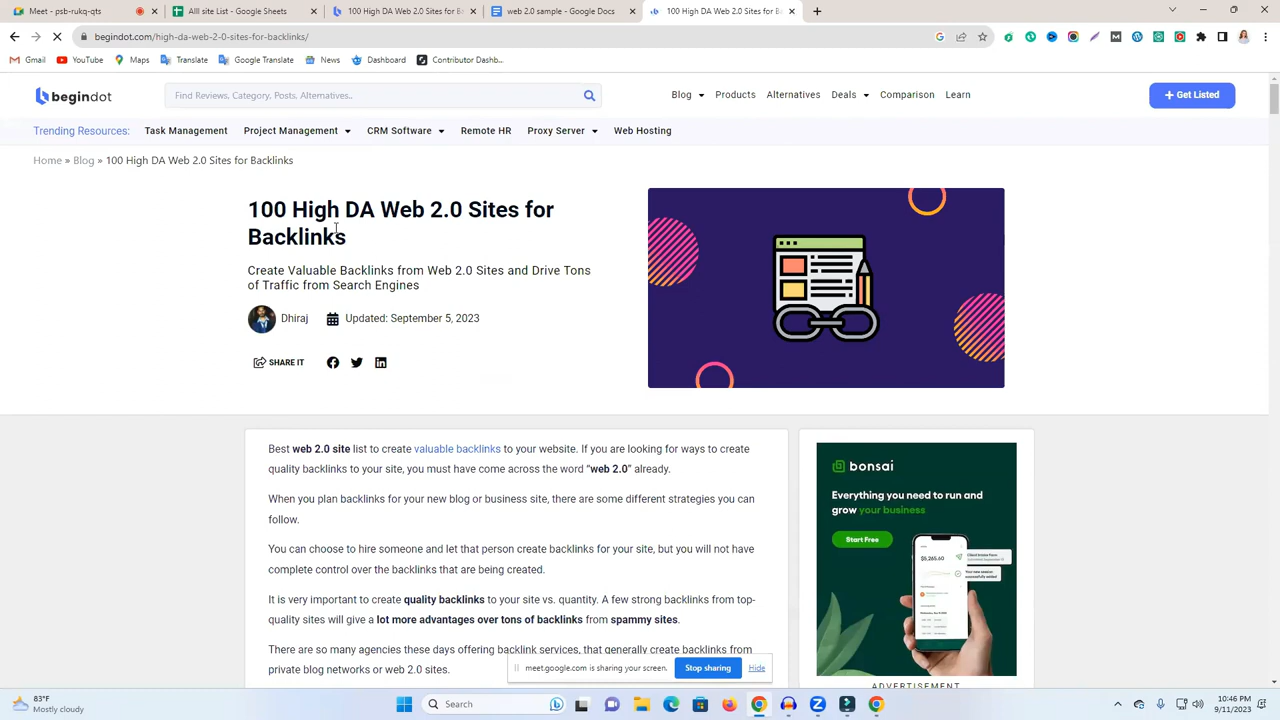 Meet - psb-rukq-qts
Alll site List - Google Sheets
100 High DA Web 2.0 Sites for Bac
web 2.0 sample - Google Docs
100 High DA Web 2.0 Sites for Bac
begindot.com/high-da-web-2-0-sites-for-backlinks/
Gmail
YouTube
Maps
Translate
Google Translate
News
Dashboard
Contributor Dashb...
begindot
Find Reviews, Category, Posts, Alternatives..
Blog
Products
Alternatives
Deals
Comparison
Learn
+ Get Listed
Trending Resources:
Task Management
Project Management
CRM Software
Remote HR
Proxy Server
Web Hosting
Home » Blog » 100 High DA Web 2.0 Sites for Backlinks
100 High DA Web 2.0 Sites for
Backlinks
Create Valuable Backlinks from Web 2.0 Sites and Drive Tons
of Traffic from Search Engines
Dhiraj
Updated: September 5, 2023
SHARE IT
Best web 2.0 site list to create valuable backlinks to your website. If you are looking for ways to create
quality backlinks to your site, you must have come across the word "web 2.0" already.
When you plan backlinks for your new blog or business site, there are some different strategies you can
follow.
You can choose to hire someone and let that person create backlinks for your site, but you will not have
control over the backlinks that are being created.
It is very important to create quality backlinks to your site vs. quantity. A few strong backlinks from top-
quality sites will give a lot more advantages over tons of backlinks from spammy sites.
There are so many agencies these days offering backlink services, that generally create backlinks from
private blog networks or web 2.0 sites.
bonsai
Everything you need to run and
grow your business
Start Free
$5,265.60
ADVERTISEMENT
meet.google.com is sharing your screen.
Stop sharing
Hide
83°F
Mostly cloudy
Search
10:46 PM
9/11/2023